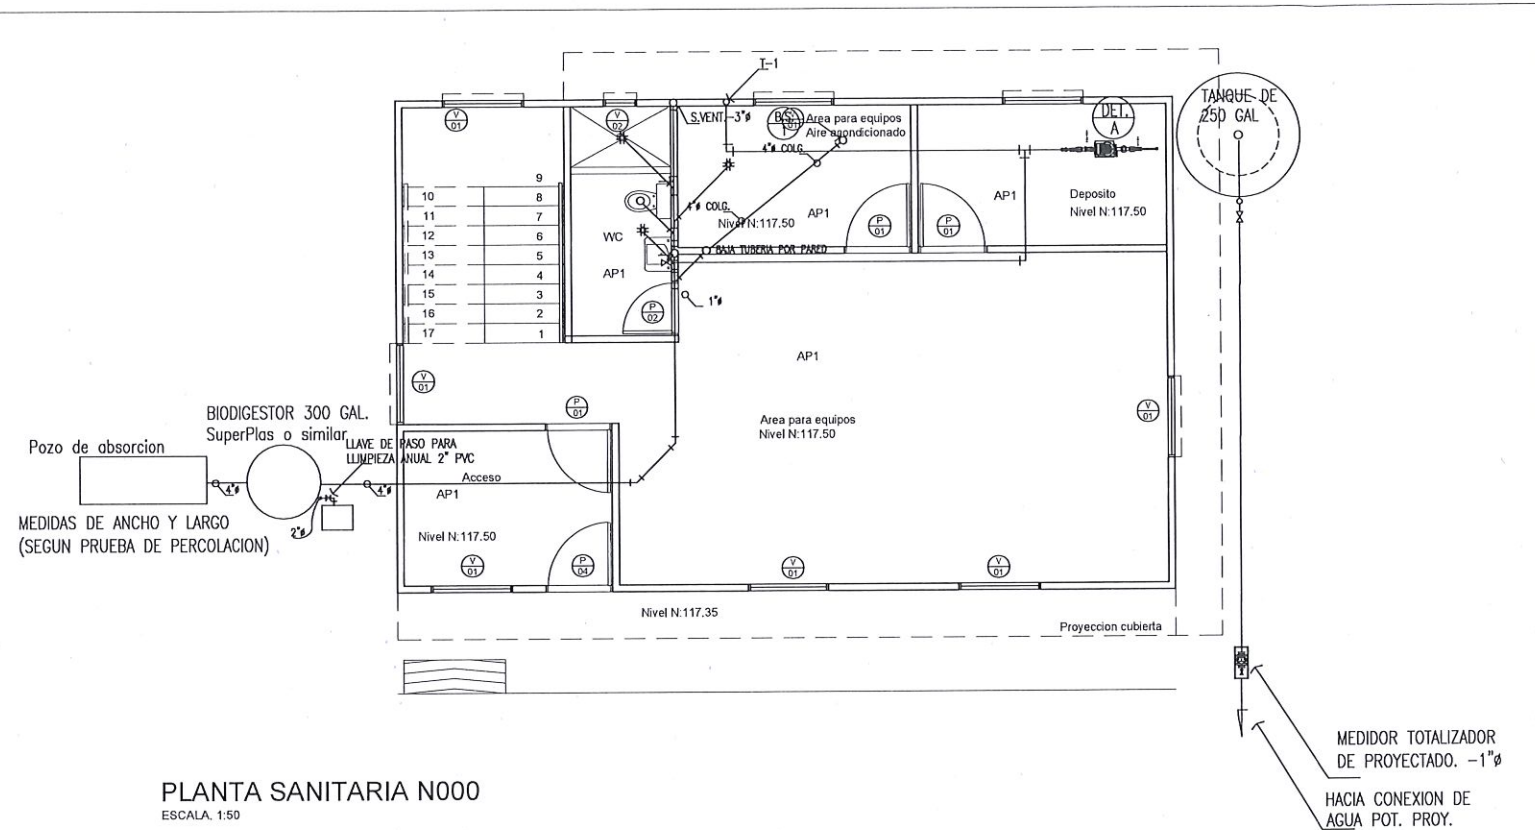 T-1
TANQUE DE
250 GAL
V
01
V
02
S.VENT.-3"ø
Area para equipos
Aire acondicionado
DET.
A
4"ø COLG.
9
10
8
11
7
12
6
13
5
14
4
15
3
16
2
17
1
WC
AP1
4"ø COLG.
Nivel N:117.50
AP1
P
01
P
01
AP1
Deposito
Nivel N:117.50
BAJA TUBERIA POR PARED
1"ø
P
02
AP1
V
01
P
01
Area para equipos
Nivel N:117.50
V
01
BIODIGESTOR 300 GAL.
SuperPlas o similar
LLAVE DE PASO PARA
LLIMPIEZA ANUAL 2" PVC
Pozo de absorcion
4"ø
4"ø
Acceso
AP1
2"ø
MEDIDAS DE ANCHO Y LARGO
(SEGUN PRUEBA DE PERCOLACION)
Nivel N:117.50
V
01
P
04
V
01
V
01
Nivel N:117.35
Proyeccion cubierta
MEDIDOR TOTALIZADOR
DE PROYECTADO. -1"ø
HACIA CONEXION DE
AGUA POT. PROY.
PLANTA SANITARIA N000
ESCALA. 1:50